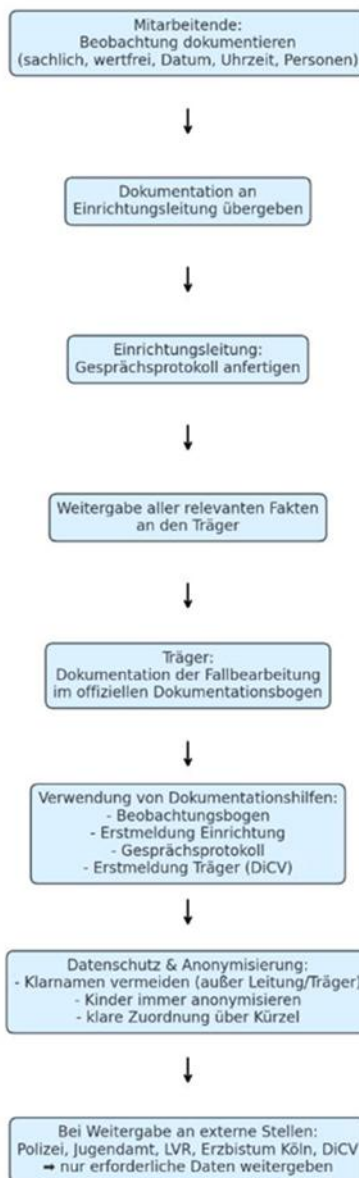 Mitarbeitende:
Beobachtung dokumentieren
(sachlich, wertfrei, Datum, Uhrzeit, Personen)
Dokumentation an
Einrichtungsleitung übergeben
Einrichtungsleitung:
Gesprächsprotokoll anfertigen
Weitergabe aller relevanten Fakten
an den Träger
Träger:
Dokumentation der Fallbearbeitung
im offiziellen Dokumentationsbogen
Verwendung von Dokumentationshilfen:
- Beobachtungsbogen
- Erstmeldung Einrichtung
- Gesprächsprotokoll
- Erstmeldung Träger (DiCV)
Datenschutz & Anonymisierung:
- Klarnamen vermeiden (außer Leitung/Träger)
- Kinder immer anonymisieren
- klare Zuordnung über Kürzel
Bei Weitergabe an externe Stellen:
Polizei, Jugendamt, LVR, Erzbistum Köln, DiCV
➡ nur erforderliche Daten weitergeben